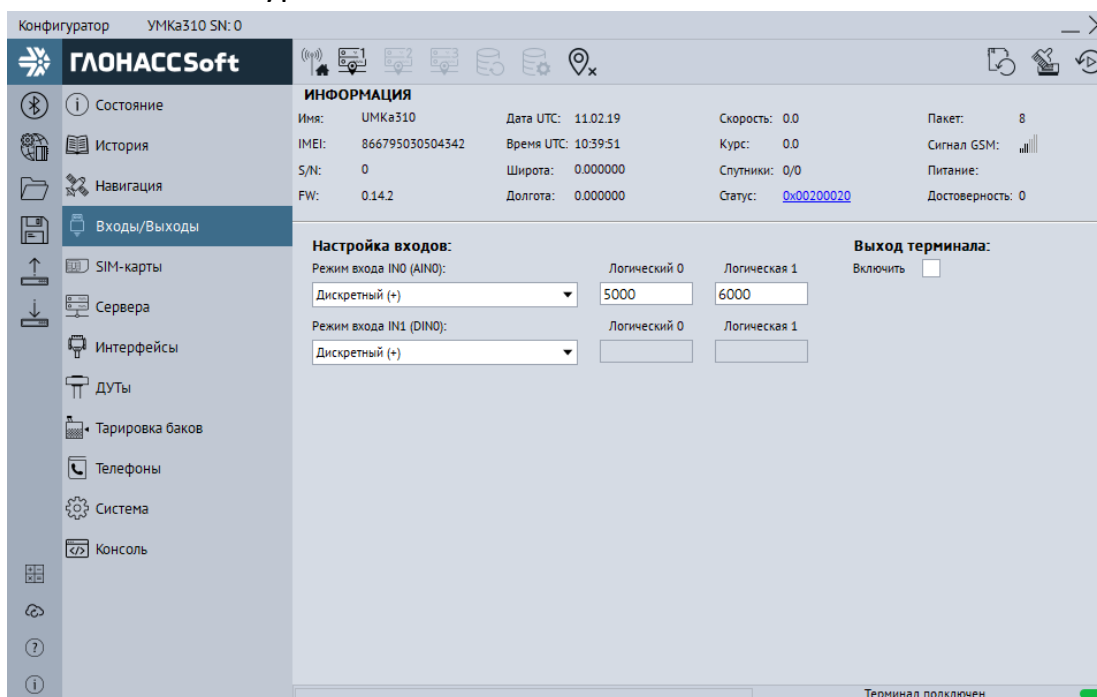 Конфигуратор УМКа310 SN: 0
ГЛОНАССSoft
1 2 3
ИНФОРМАЦИЯ
Имя: UMKa310 Дата UTC: 11.02.19 Скорость: 0.0 Пакет: 8
IMEI: 866795030504342 Время UTC: 10:39:51 Курс: 0.0 Сигнал GSM:
S/N: 0 Широта: 0.000000 Спутники: 0/0 Питание:
FW: 0.14.2 Долгота: 0.000000 Статус: 0x00200020 Достоверность: 0
Состояние
История
Навигация
Входы/Выходы
SIM-карты
Сервера
Интерфейсы
ДУТы
Тарировка баков
Телефоны
Система
Консоль
Настройка входов: Выход терминала:
Режим входа IN0 (AIN0): Логический 0 Логическая 1 Включить
Дискретный (+) 5000 6000
Режим входа IN1 (DIN0): Логический 0 Логическая 1
Дискретный (+)
Терминал подключен